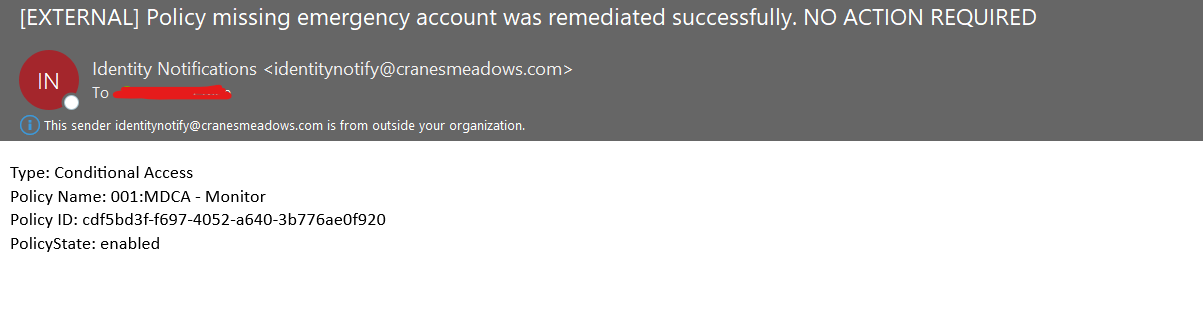 [EXTERNAL] Policy missing emergency account was remediated successfully. NO ACTION REQUIRED
IN
Identity Notifications <identitynotify@cranesmeadows.com>
To
This sender identitynotify@cranesmeadows.com is from outside your organization.
Type: Conditional Access
Policy Name: 001:MDCA - Monitor
Policy ID: cdf5bd3f-f697-4052-a640-3b776ae0f920
PolicyState: enabled